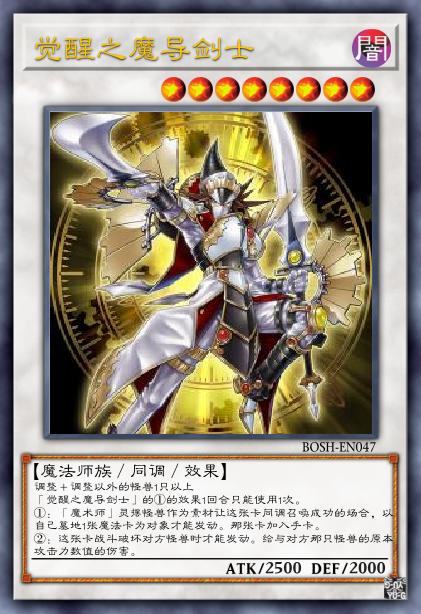 觉醒之魔导剑士
闇
BOSH-EN047
【魔法师族／同调／效果】
调整＋调整以外的怪兽1只以上
「觉醒之魔导剑士」的①的效果1回合只能使用1次。
①：「魔术师」灵摆怪兽作为素材让这张卡同调召唤成功的场合，以
自己墓地1张魔法卡为对象才能发动。那张卡加入手卡。
②：这张卡战斗破坏对方怪兽时才能发动。给与对方那只怪兽的原本
攻击力数值的伤害。
ATK/2500 DEF/2000